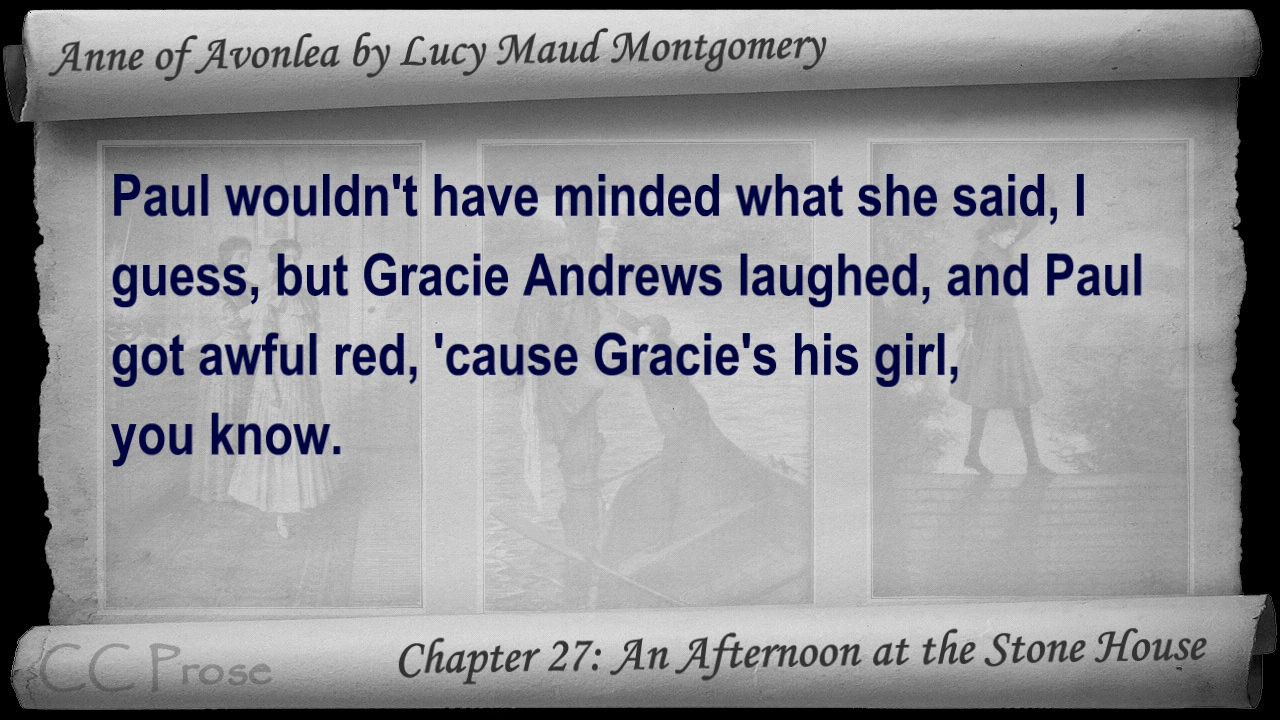 Anne of Avonlea by Lucy Maud Montgomery
Paul wouldn't have minded what she said, I
guess, but Gracie Andrews laughed, and Paul
got awful red, 'cause Gracie's his girl,
you know.
CC Prose
Chapter 27: An Afternoon at the Stone House